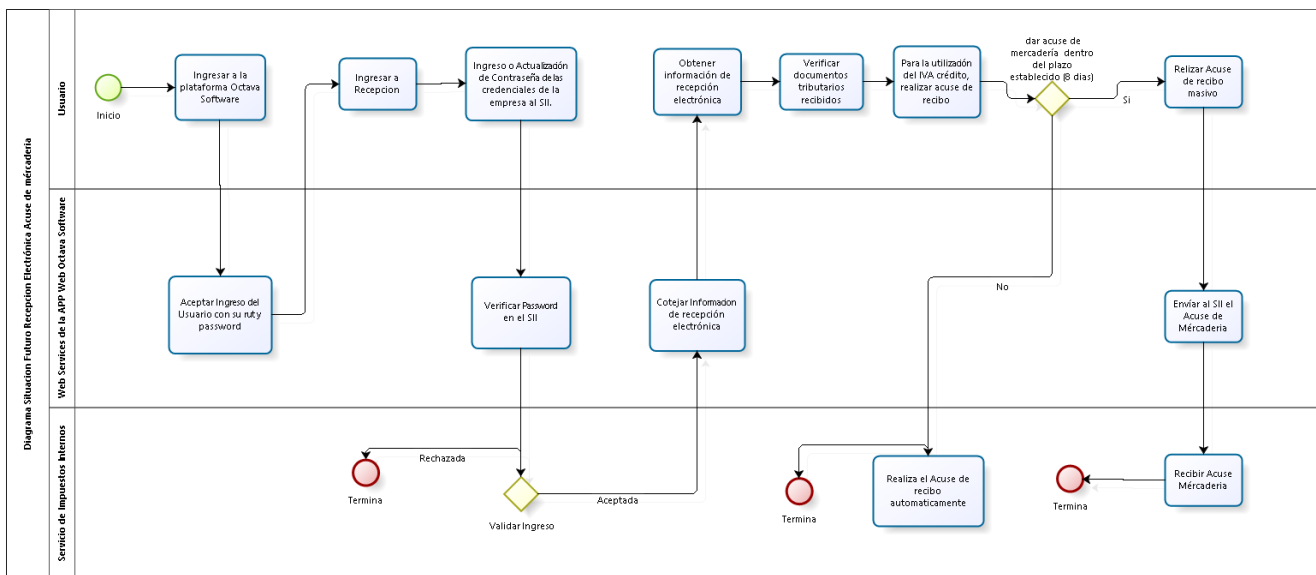 Diagrama Situacion Futuro Recepcion Electrónica Acuse de mércaderia
Usuario
Inicio
Ingresar a la
plataforma Octava
Software
Ingresar a
Recepcion
Ingreso o Actualización
de Contraseña de las
credenciales de la
empresa al SII.
Obtener
información de
recepción
electrónica
Verificar
documentos
tributarios
recibidos
Para la utilización
del IVA crédito,
realizar acuse de
recibo
dar acuse de
mercadería dentro
del plazo
establecido (8 dias)
Si
No
Relizar Acuse
de recibo
masivo
Web Services de la APP Web Octava Software
Aceptar Ingreso del
Usuario con su rut y
password
Verificar Password
en el SII
Cotejar Informacion
de recepción
electrónica
Envíar al SII el
Acuse de
Mércaderia
Servicio de Impuestos Internos
Rechazada
Termina
Validar Ingreso
Aceptada
Termina
Realiza el Acuse de
recibo
automaticamente
Termina
Recibir Acuse
Mércaderia